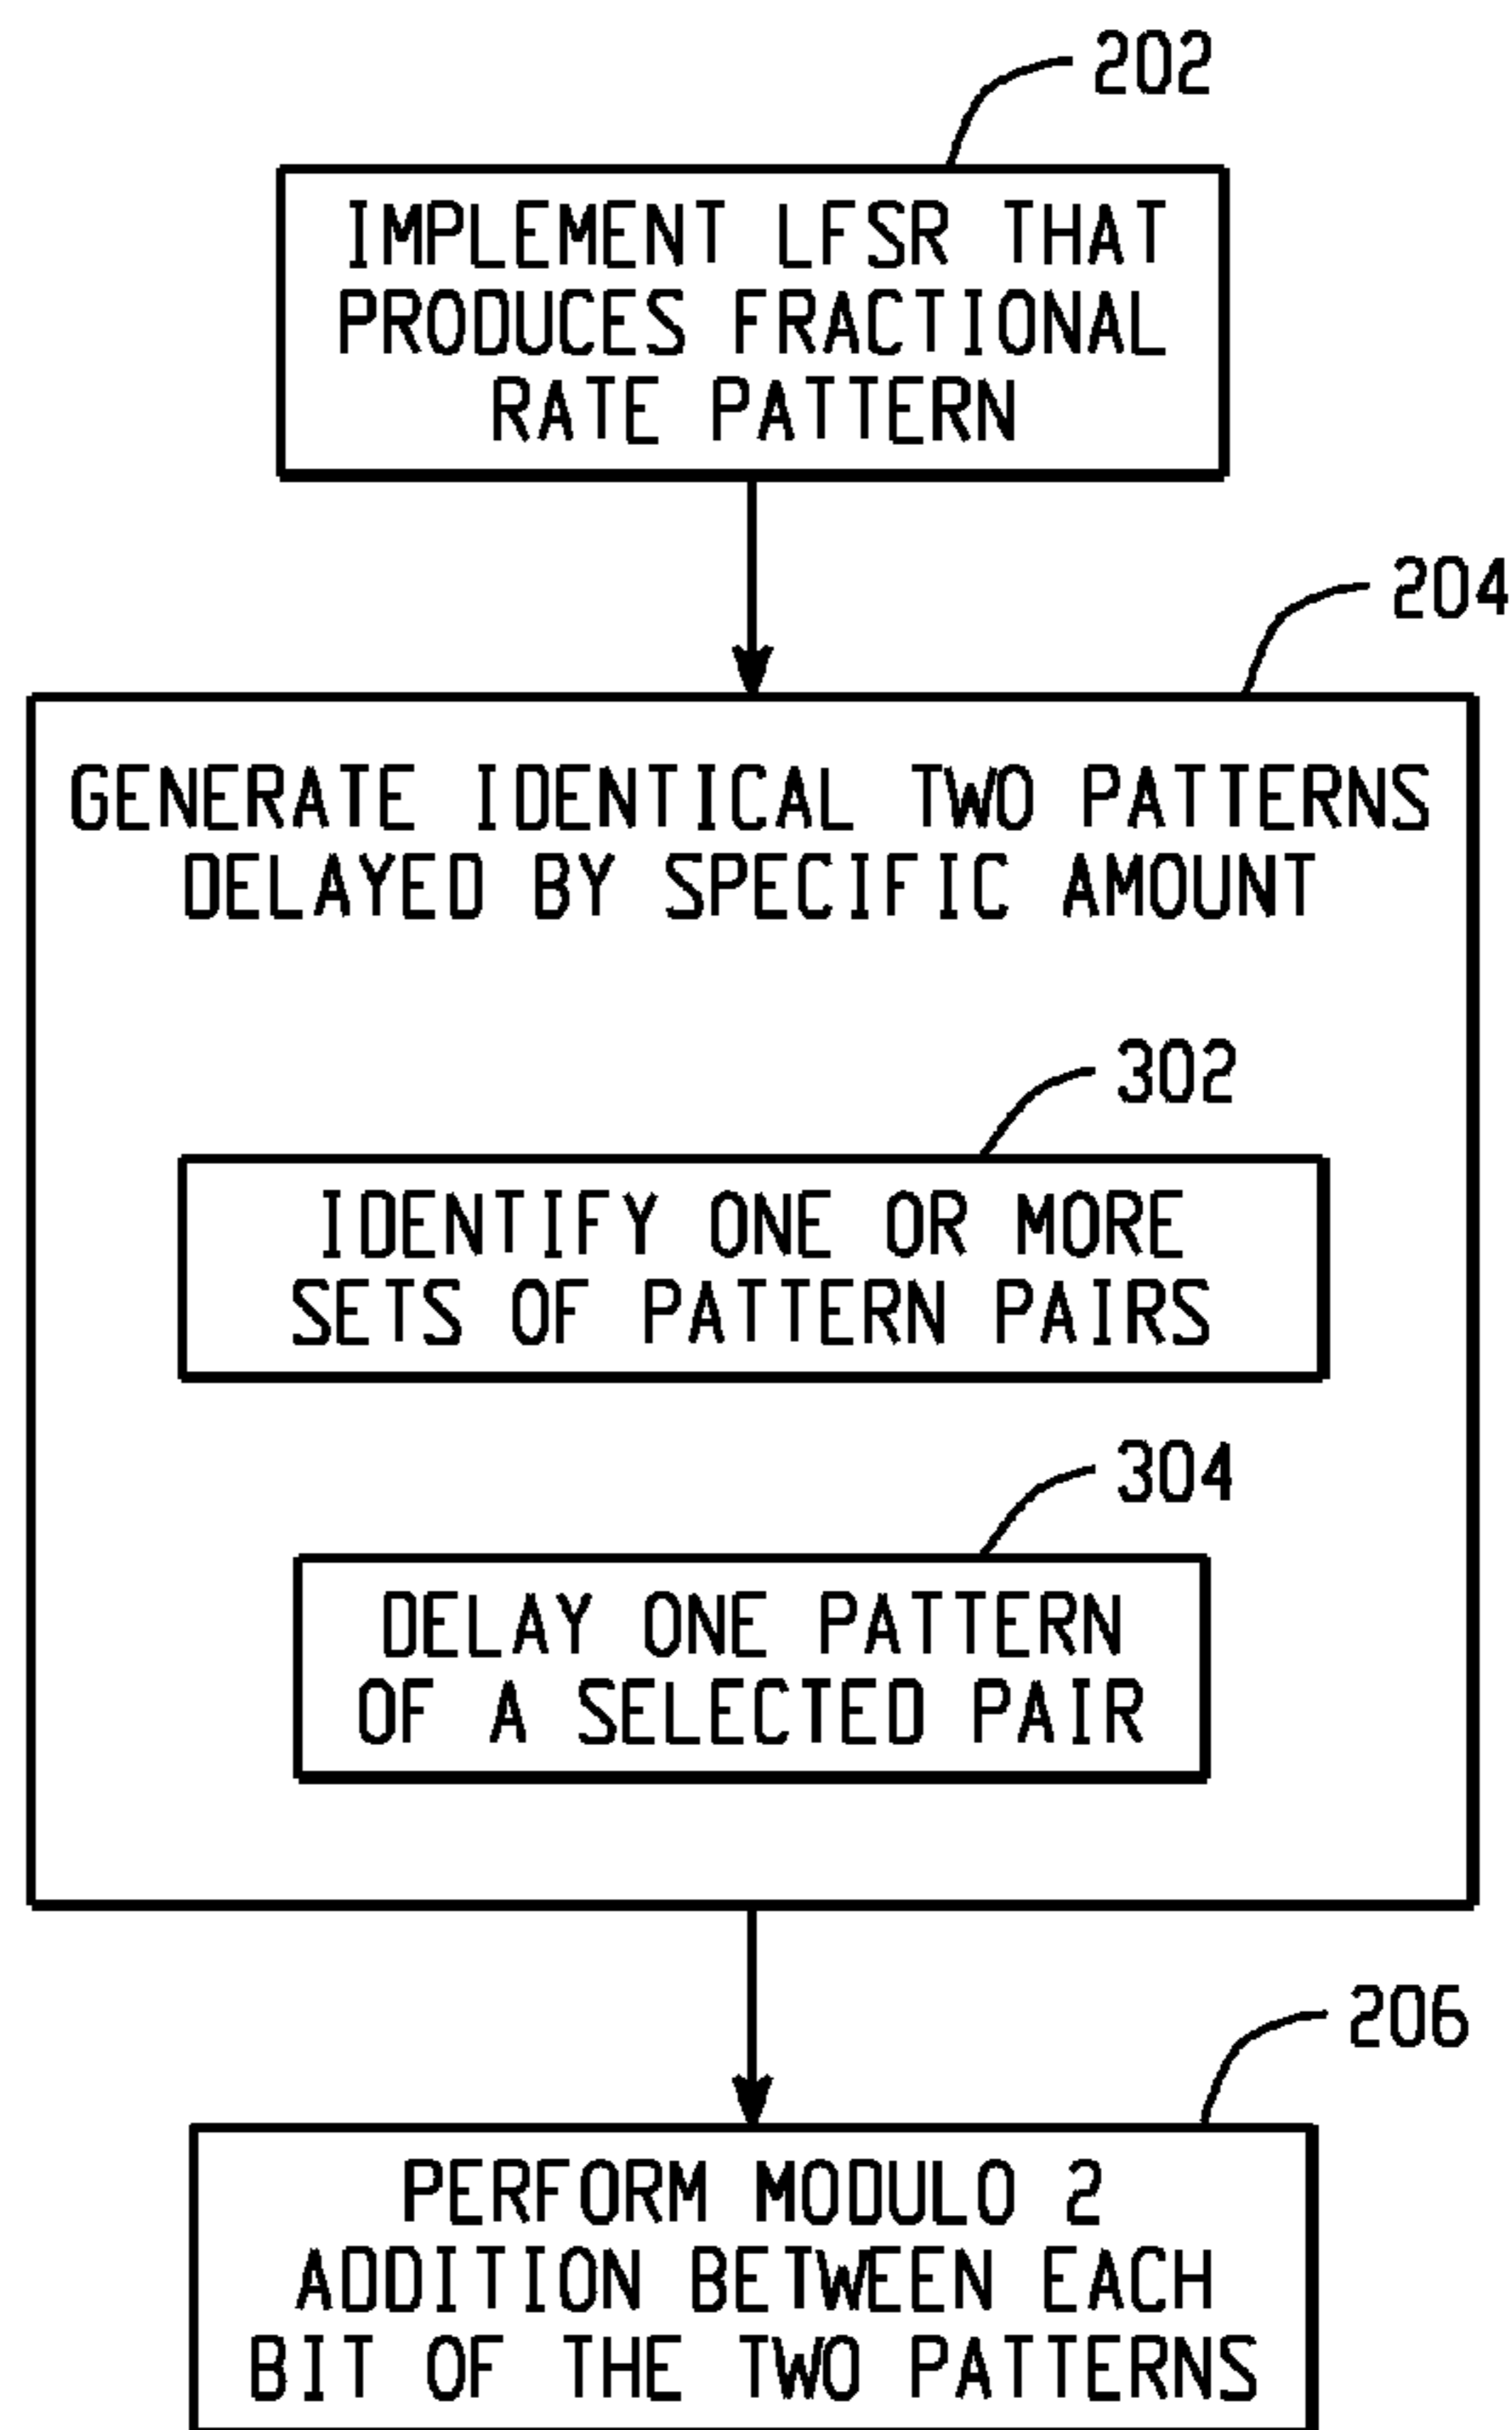 202
IMPLEMENT LFSR THAT
PRODUCES FRACTIONAL
RATE PATTERN
204
GENERATE IDENTICAL TWO PATTERNS
DELAYED BY SPECIFIC AMOUNT
302
IDENTIFY ONE OR MORE
SETS OF PATTERN PAIRS
304
DELAY ONE PATTERN
OF A SELECTED PAIR
206
PERFORM MODULO 2
ADDITION BETWEEN EACH
BIT OF THE TWO PATTERNS